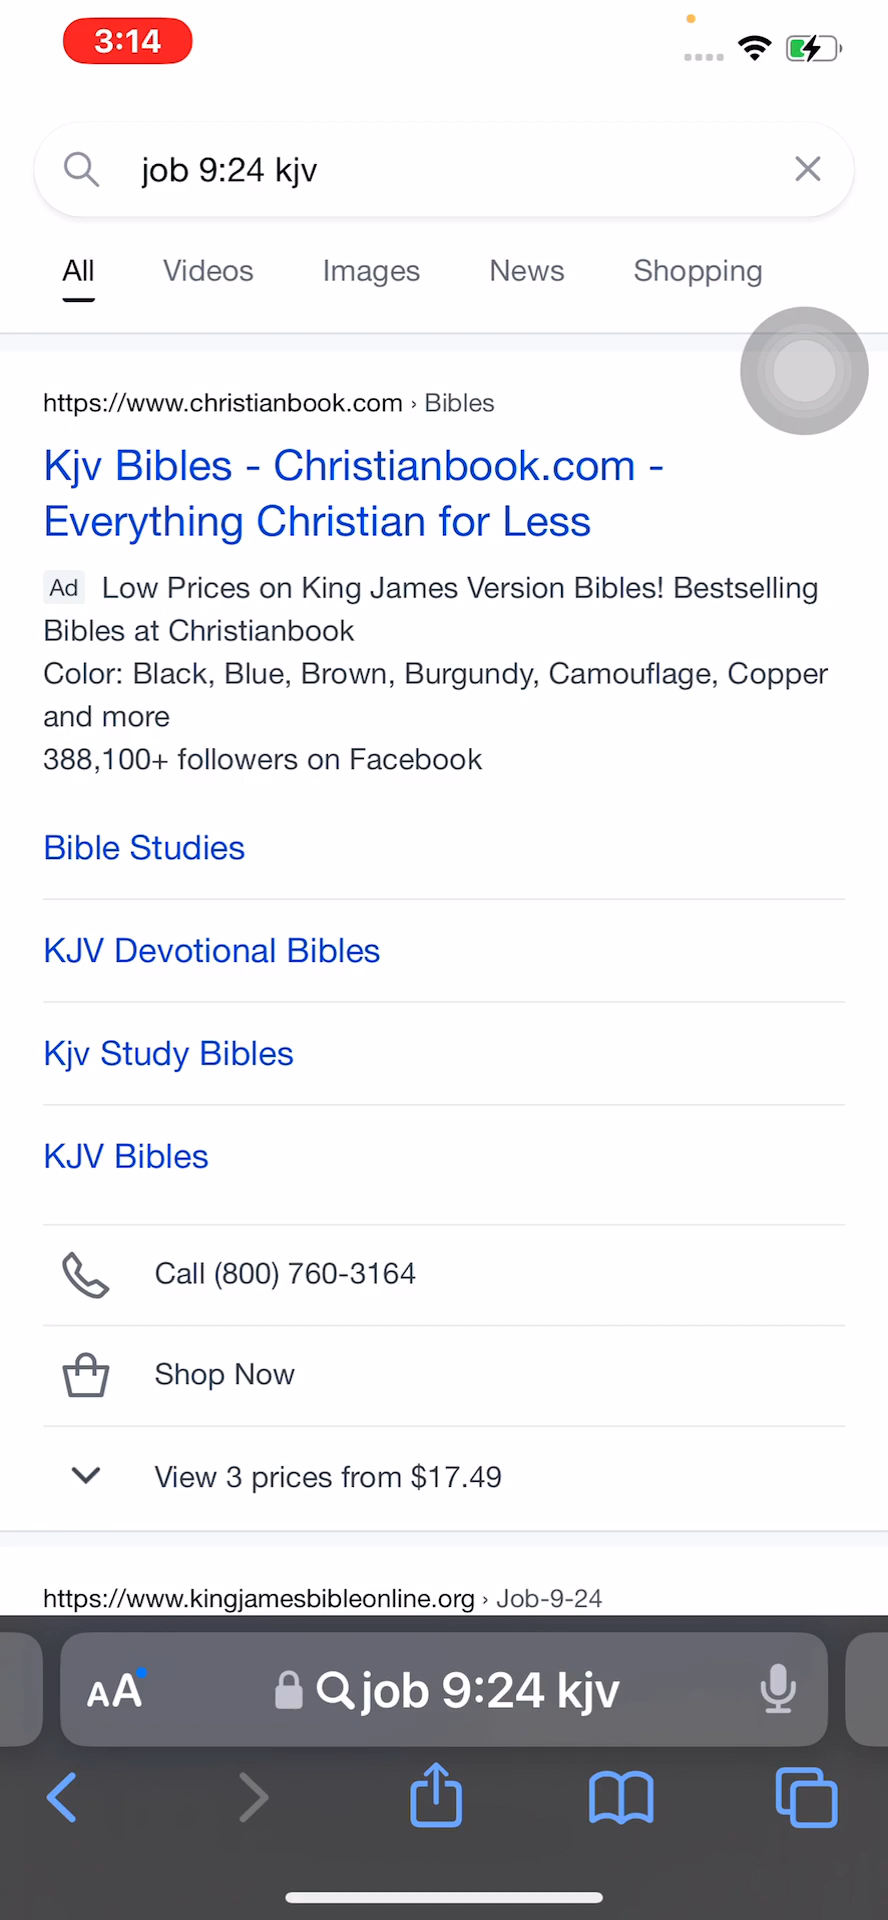 3:14
job 9:24 kjv
All Videos Images News Shopping
https://www.christianbook.com › Bibles
Kjv Bibles - Christianbook.com -
Everything Christian for Less
Ad Low Prices on King James Version Bibles! Bestselling
Bibles at Christianbook
Color: Black, Blue, Brown, Burgundy, Camouflage, Copper
and more
388,100+ followers on Facebook
Bible Studies
KJV Devotional Bibles
Kjv Study Bibles
KJV Bibles
Call (800) 760-3164
Shop Now
View 3 prices from $17.49
https://www.kingjamesbibleonline.org › Job-9-24
AA job 9:24 kjv